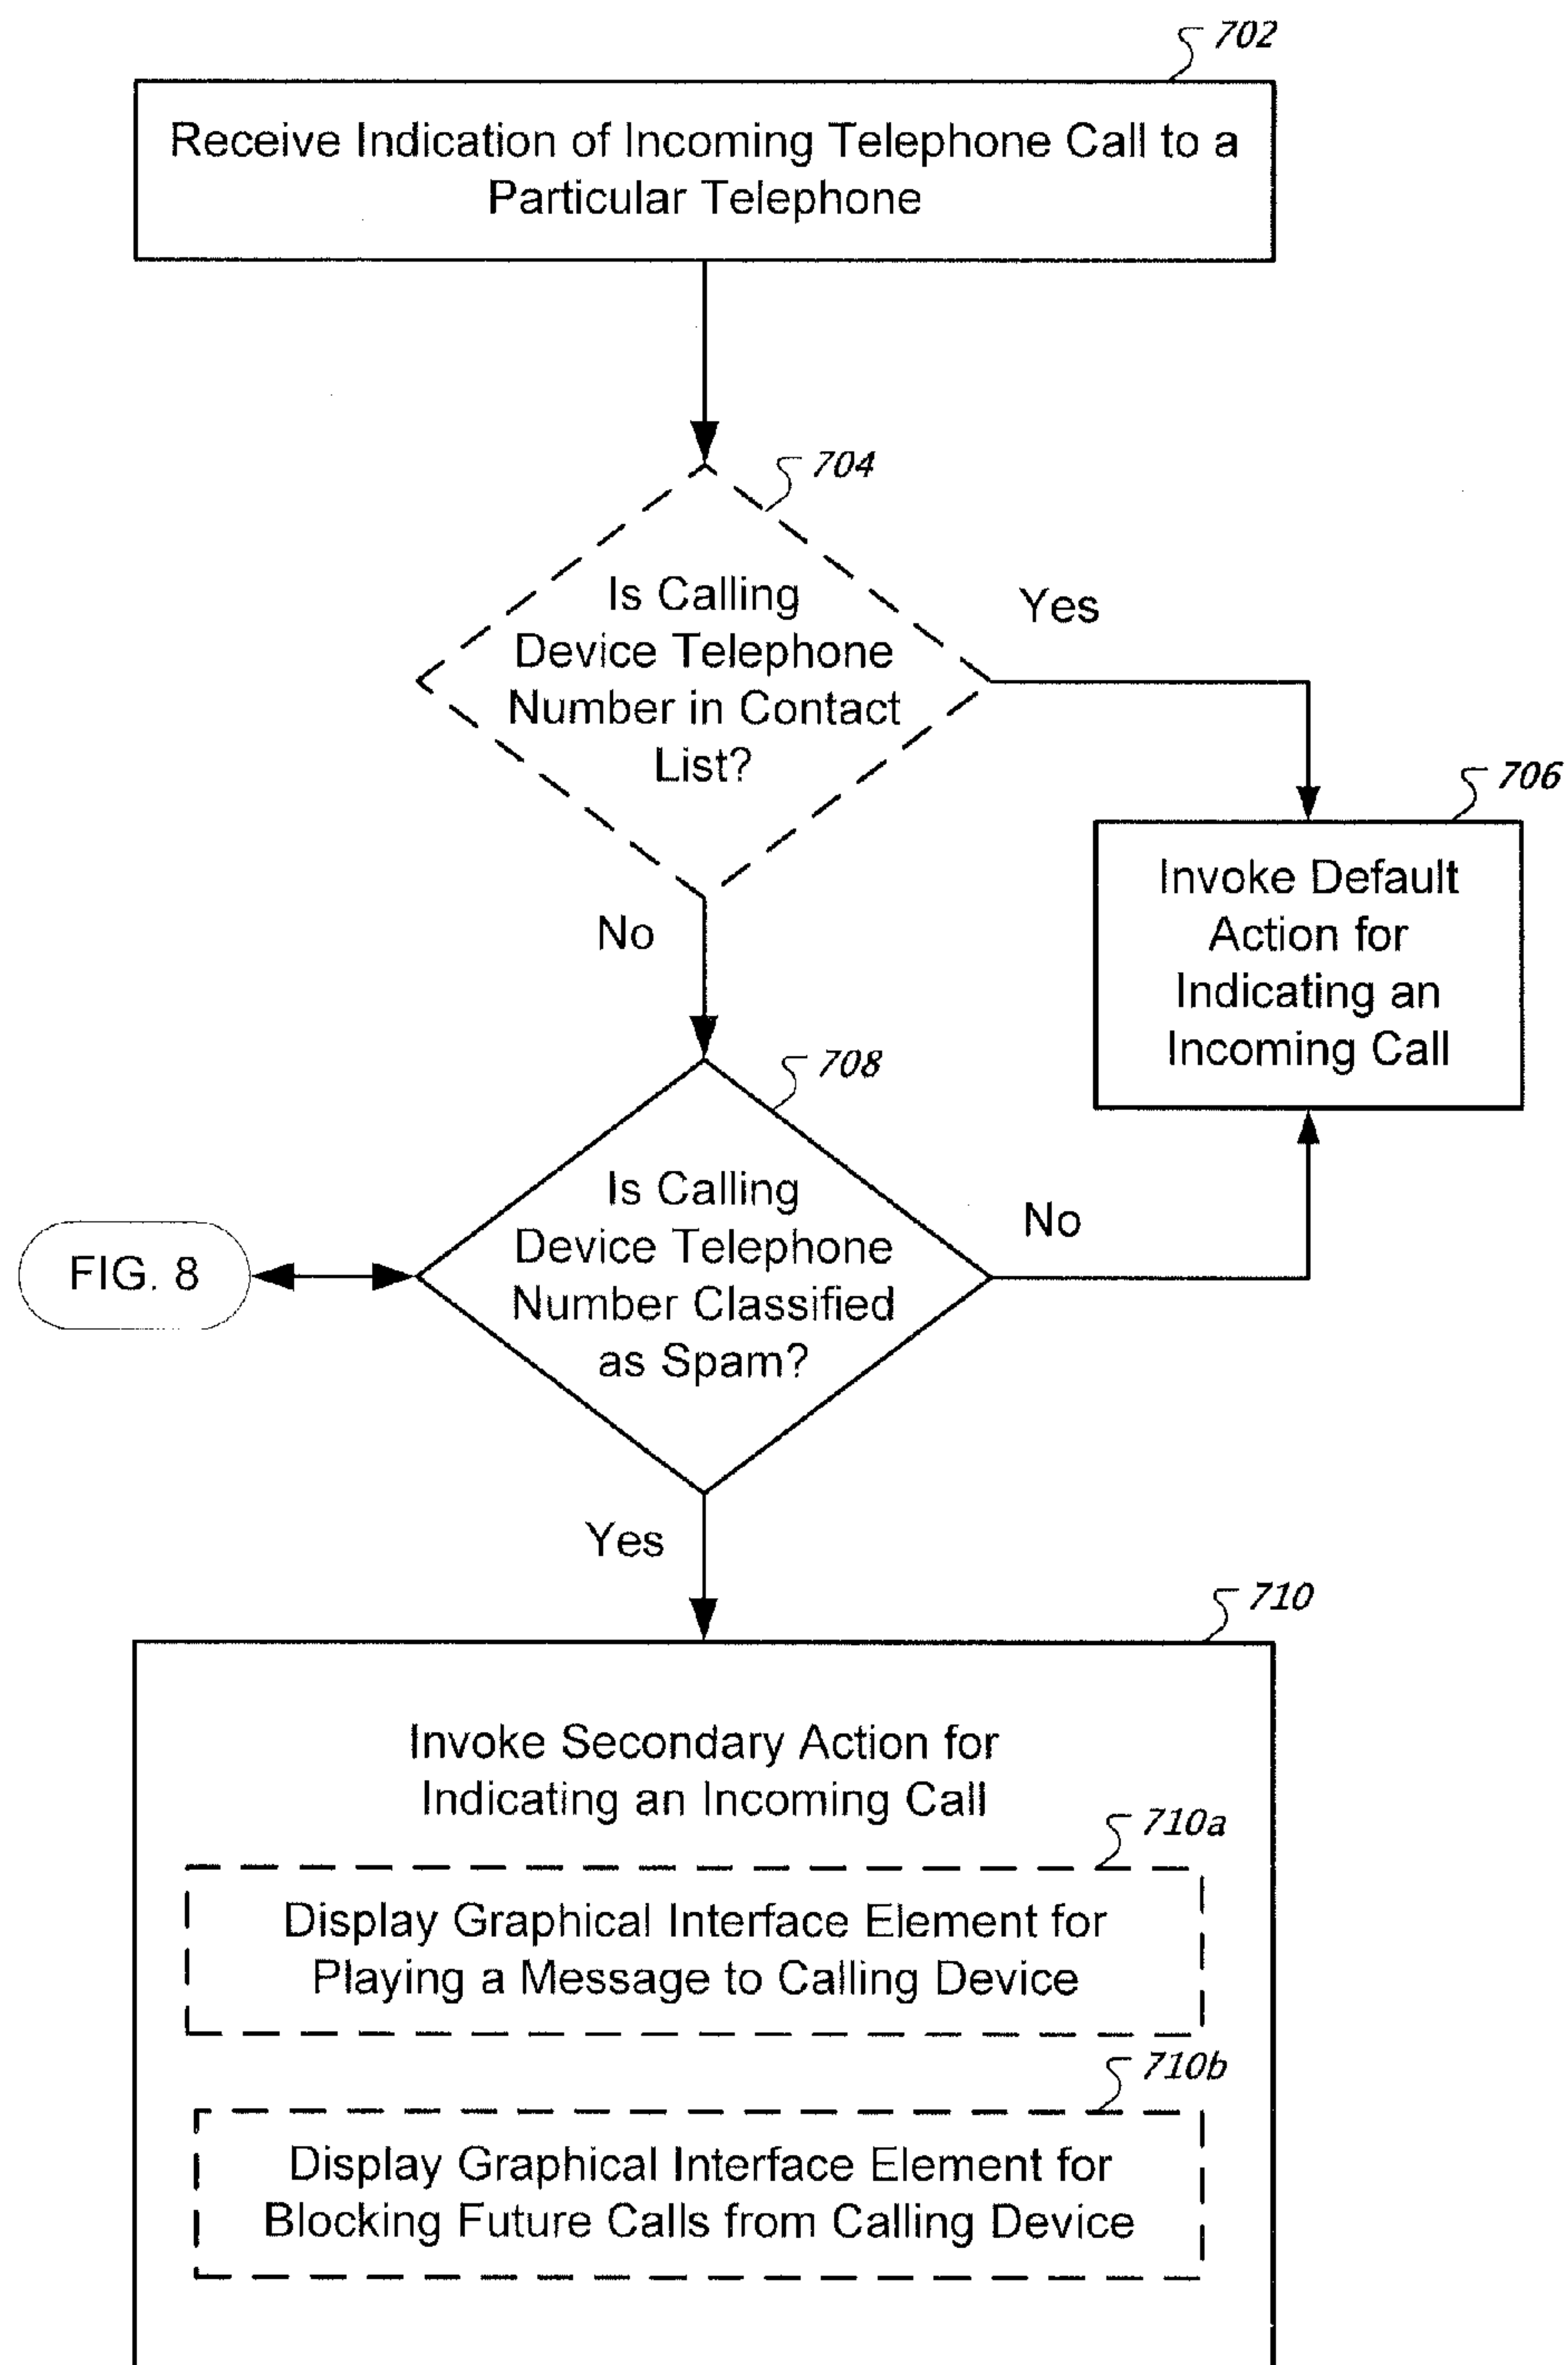 702
Receive Indication of Incoming Telephone Call to a
Particular Telephone
704
Is Calling
Device Telephone
Number in Contact
List?
Yes
706
Invoke Default
Action for
Indicating an
Incoming Call
No
708
Is Calling
Device Telephone
Number Classified
as Spam?
No
FIG. 8
Yes
710
Invoke Secondary Action for
Indicating an Incoming Call
710a
Display Graphical Interface Element for
Playing a Message to Calling Device
710b
Display Graphical Interface Element for
Blocking Future Calls from Calling Device